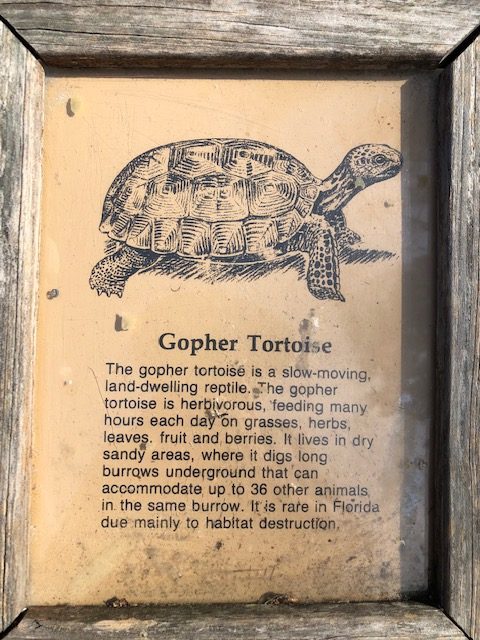 Gopher Tortoise
The gopher tortoise is a slow-moving,
land-dwelling reptile. The gopher
tortoise is herbivorous, feeding many
hours each day on grasses, herbs,
leaves, fruit and berries. It lives in dry
sandy areas, where it digs long
burrows underground that can
accommodate up to 36 other animals
in the same burrow. It is rare in Florida
due mainly to habitat destruction.